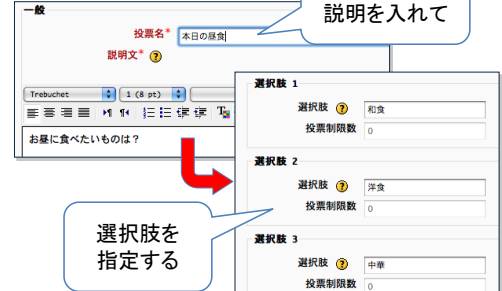 一般
説明を入れて
投票名*
本日の昼食
説明文*
Trebuchet
1 (8 pt)
お昼に食べたいものは?
選択肢 1
選択肢
和食
投票制限数
0
選択肢 2
選択肢
洋食
投票制限数
0
選択肢を
指定する
選択肢 3
選択肢
中華
投票制限数
0